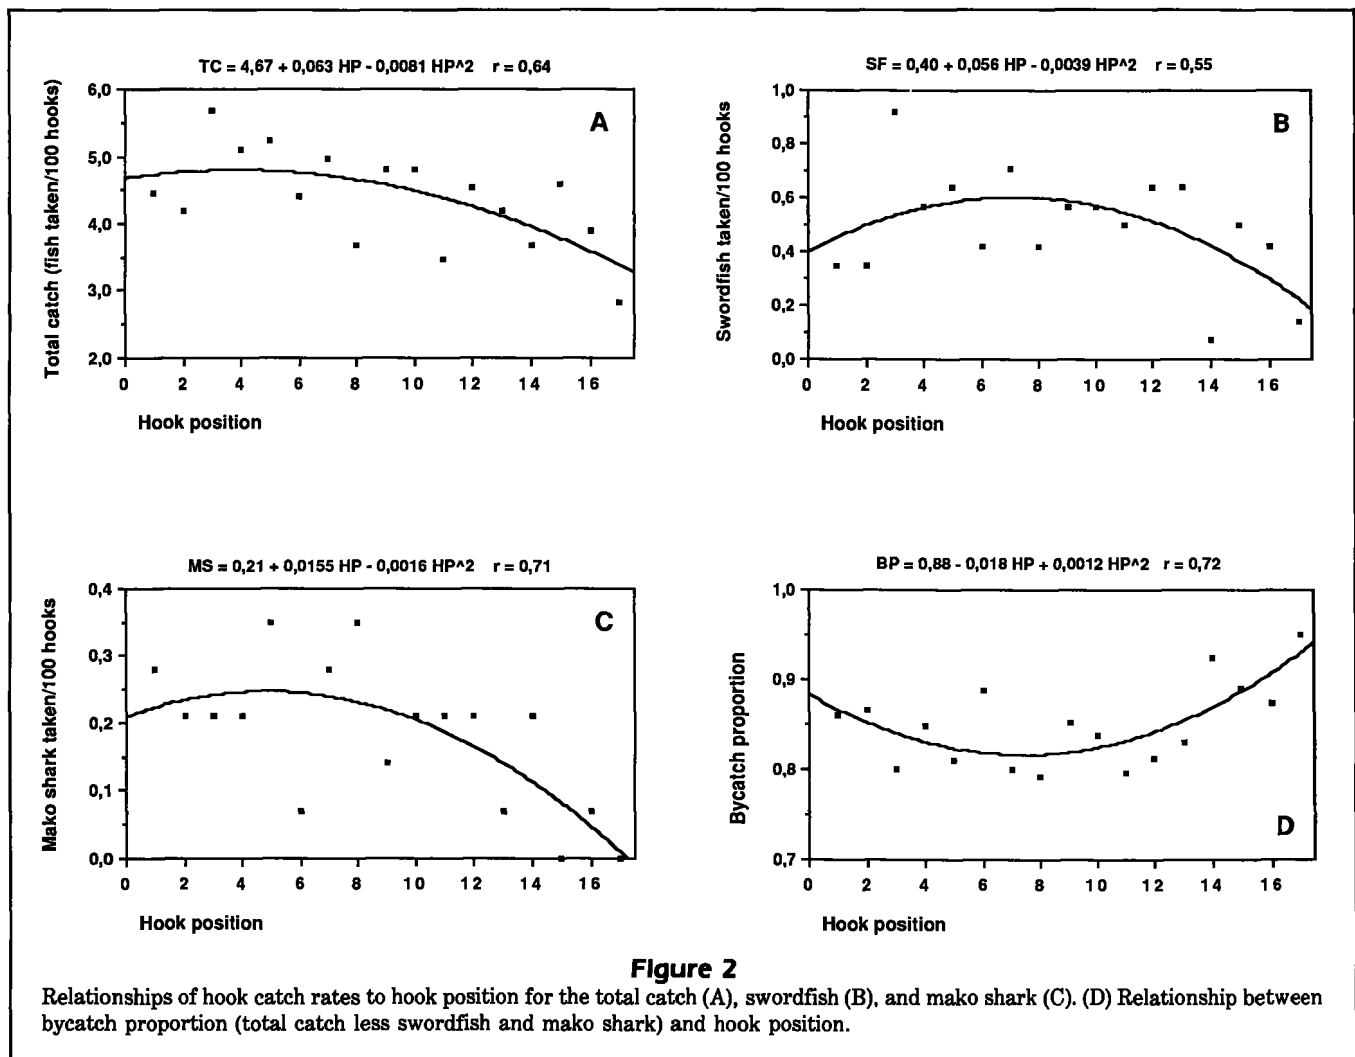 TC = 4,67 + 0,063 HP - 0,0081 HP^2 r = 0,64
Total catch (fish taken/100 hooks)
A
6,0
5,0
4,0
3,0
2,0
0 2 4 6 8 10 12 14 16
Hook position
SF = 0,40 + 0,056 HP - 0,0039 HP^2 r = 0,55
Swordfish taken/100 hooks
B
1,0
0,8
0,6
0,4
0,2
0,0
0 2 4 6 8 10 12 14 16
Hook position
MS = 0,21 + 0,0155 HP - 0,0016 HP^2 r = 0,71
Mako shark taken/100 hooks
C
0,4
0,3
0,2
0,1
0,0
0 2 4 6 8 10 12 14 16
Hook position
BP = 0,88 - 0,018 HP + 0,0012 HP^2 r = 0,72
Bycatch proportion
D
1,0
0,9
0,8
0,7
0 2 4 6 8 10 12 14 16
Hook position
Figure 2
Relationships of hook catch rates to hook position for the total catch (A), swordfish (B), and mako shark (C). (D) Relationship between
bycatch proportion (total catch less swordfish and mako shark) and hook position.